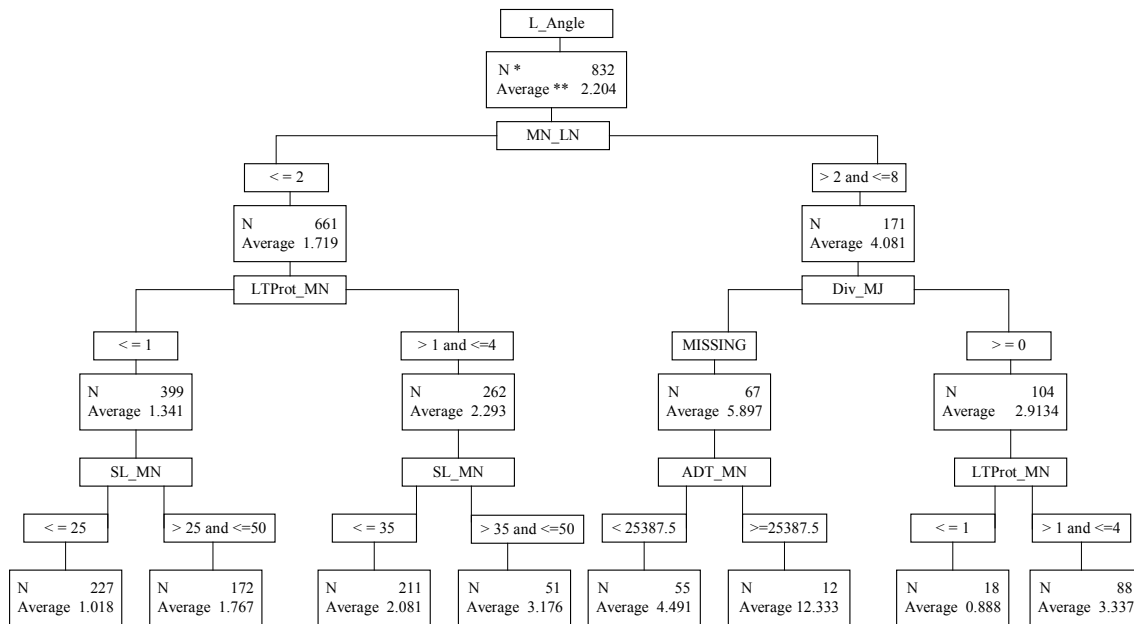 L_Angle
N * 832
Average ** 2.204
MN_LN
< = 2
> 2 and <=8
N 661
Average 1.719
N 171
Average 4.081
LTProt_MN
Div_MJ
< = 1
> 1 and <=4
MISSING
> = 0
N 399
Average 1.341
N 262
Average 2.293
N 67
Average 5.897
N 104
Average 2.9134
SL_MN
SL_MN
ADT_MN
LTProt_MN
< = 25
> 25 and <=50
< = 35
> 35 and <=50
< 25387.5
>=25387.5
< = 1
> 1 and <=4
N 227
Average 1.018
N 172
Average 1.767
N 211
Average 2.081
N 51
Average 3.176
N 55
Average 4.491
N 12
Average 12.333
N 18
Average 0.888
N 88
Average 3.337